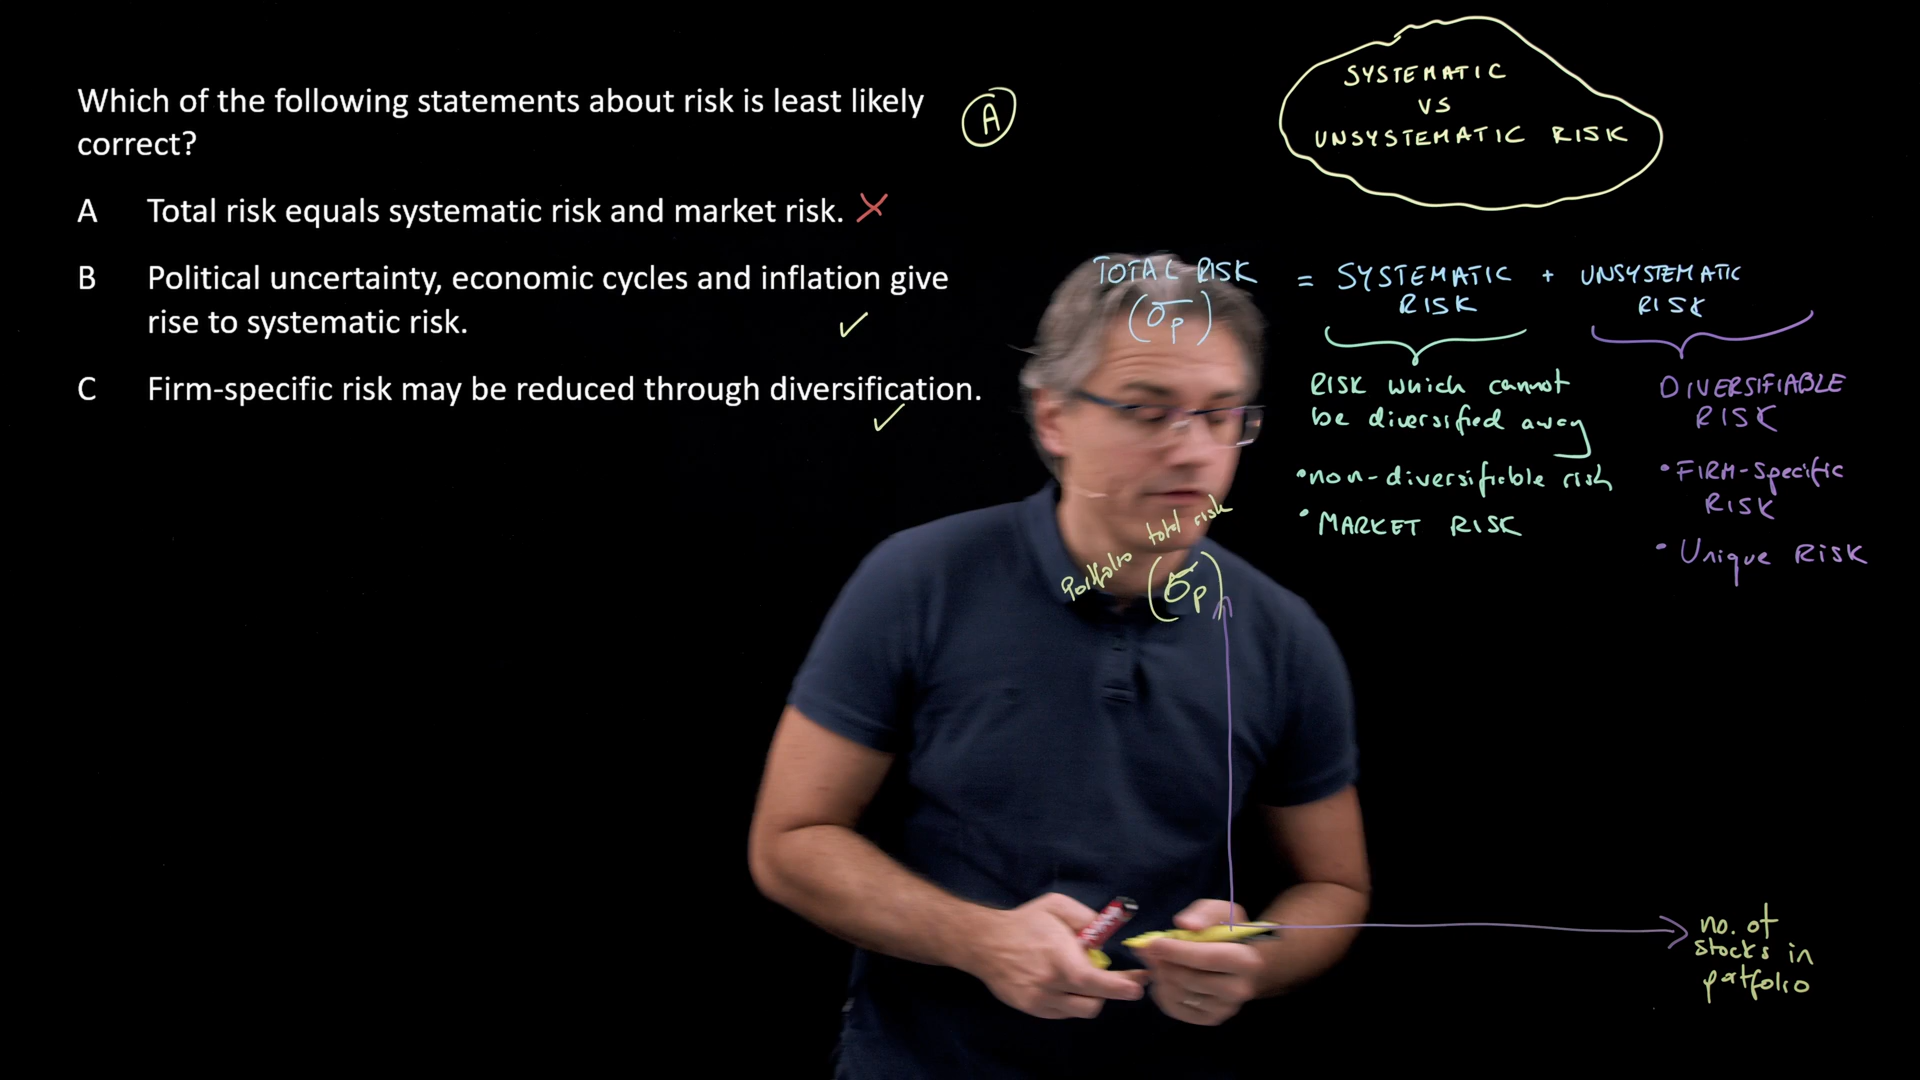 Which of the following statements about risk is least likely
correct?
A
A Total risk equals systematic risk and market risk. ✗
B Political uncertainty, economic cycles and inflation give
rise to systematic risk. ✓
C Firm-specific risk may be reduced through diversification.
✓
SYSTEMATIC
VS
UNSYSTEMATIC RISK
TOTAL RISK = SYSTEMATIC + UNSYSTEMATIC
(σp) RISK RISK
RISK which cannot
be diversified away
•non-diversifiable risk
• MARKET RISK
DIVERSIFIABLE
RISK
• FIRM-Specific
RISK
• Unique RISK
Portfolio total risk
(σp)
no. of
stocks in
portfolio